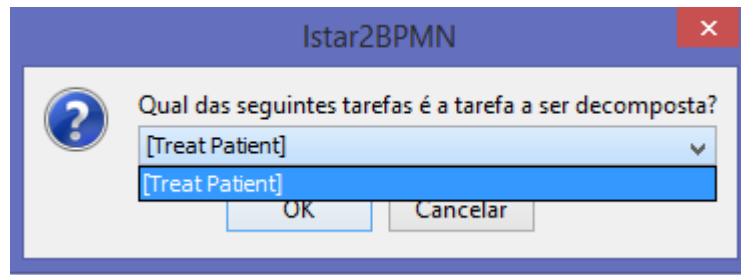 Istar2BPMN
Qual das seguintes tarefas é a tarefa a ser decomposta?
[Treat Patient]
[Treat Patient]
OK Cancelar